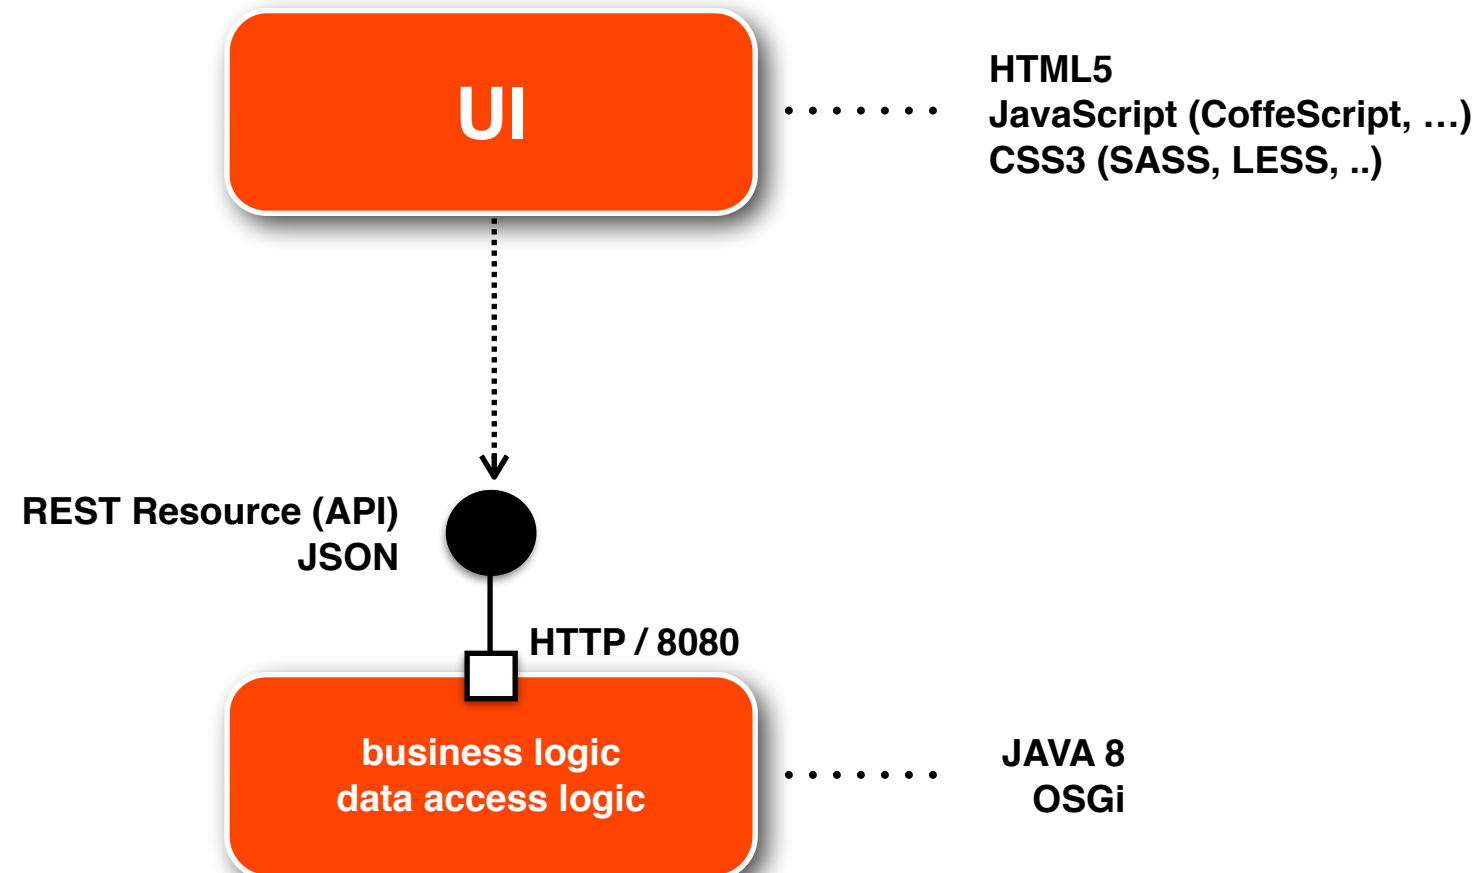 UI
HTML5
JavaScript (CoffeScript, …)
CSS3 (SASS, LESS, ..)
REST Resource (API)
JSON
HTTP / 8080
business logic
data access logic
JAVA 8
OSGi